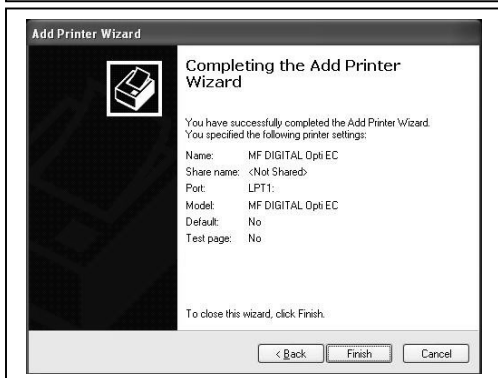 Add Printer Wizard
Completing the Add Printer
Wizard
You have successfully completed the Add Printer Wizard.
You specified the following printer settings:
Name: MF DIGITAL Opti EC
Share name: <Not Shared>
Port: LPT1:
Model: MF DIGITAL Opti EC
Default: No
Test page: No
To close this wizard, click Finish.
< Back Finish Cancel